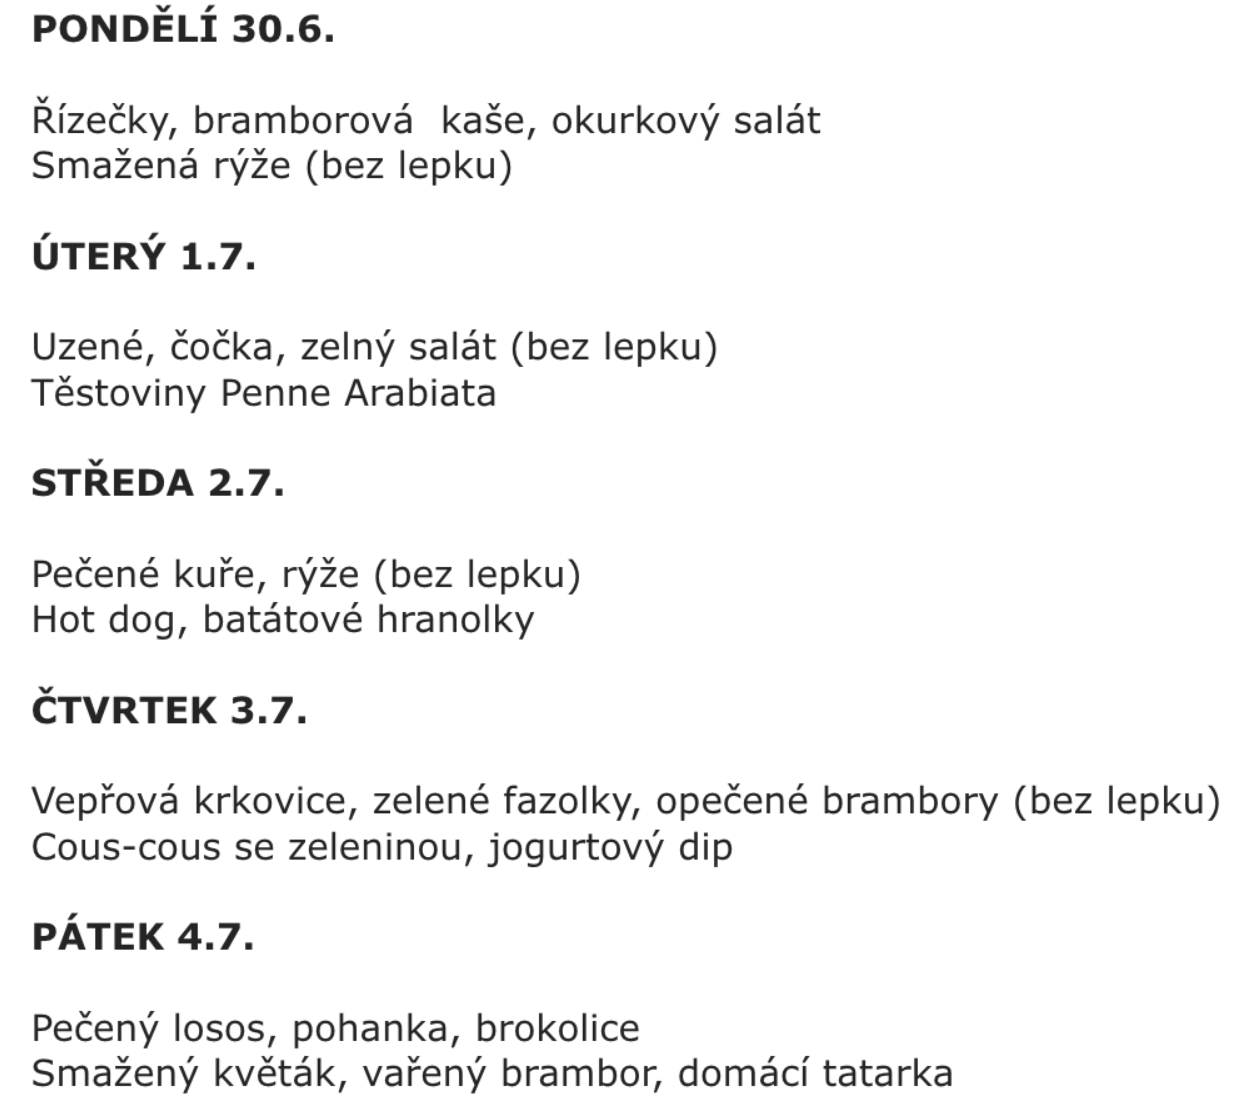 PONDĚLÍ 30.6.
Řízečky, bramborová  kaše, okurkový salát
Smažená rýže (bez lepku)
ÚTERÝ 1.7.
Uzené, čočka, zelný salát (bez lepku)
Těstoviny Penne Arabiata
STŘEDA 2.7.
Pečené kuře, rýže (bez lepku)
Hot dog, batátové hranolky
ČTVRTEK 3.7.
Vepřová krkovice, zelené fazolky, opečené brambory (bez lepku)
Cous-cous se zeleninou, jogurtový dip
PÁTEK 4.7.
Pečený losos, pohanka, brokolice
Smažený květák, vařený brambor, domácí tatarka